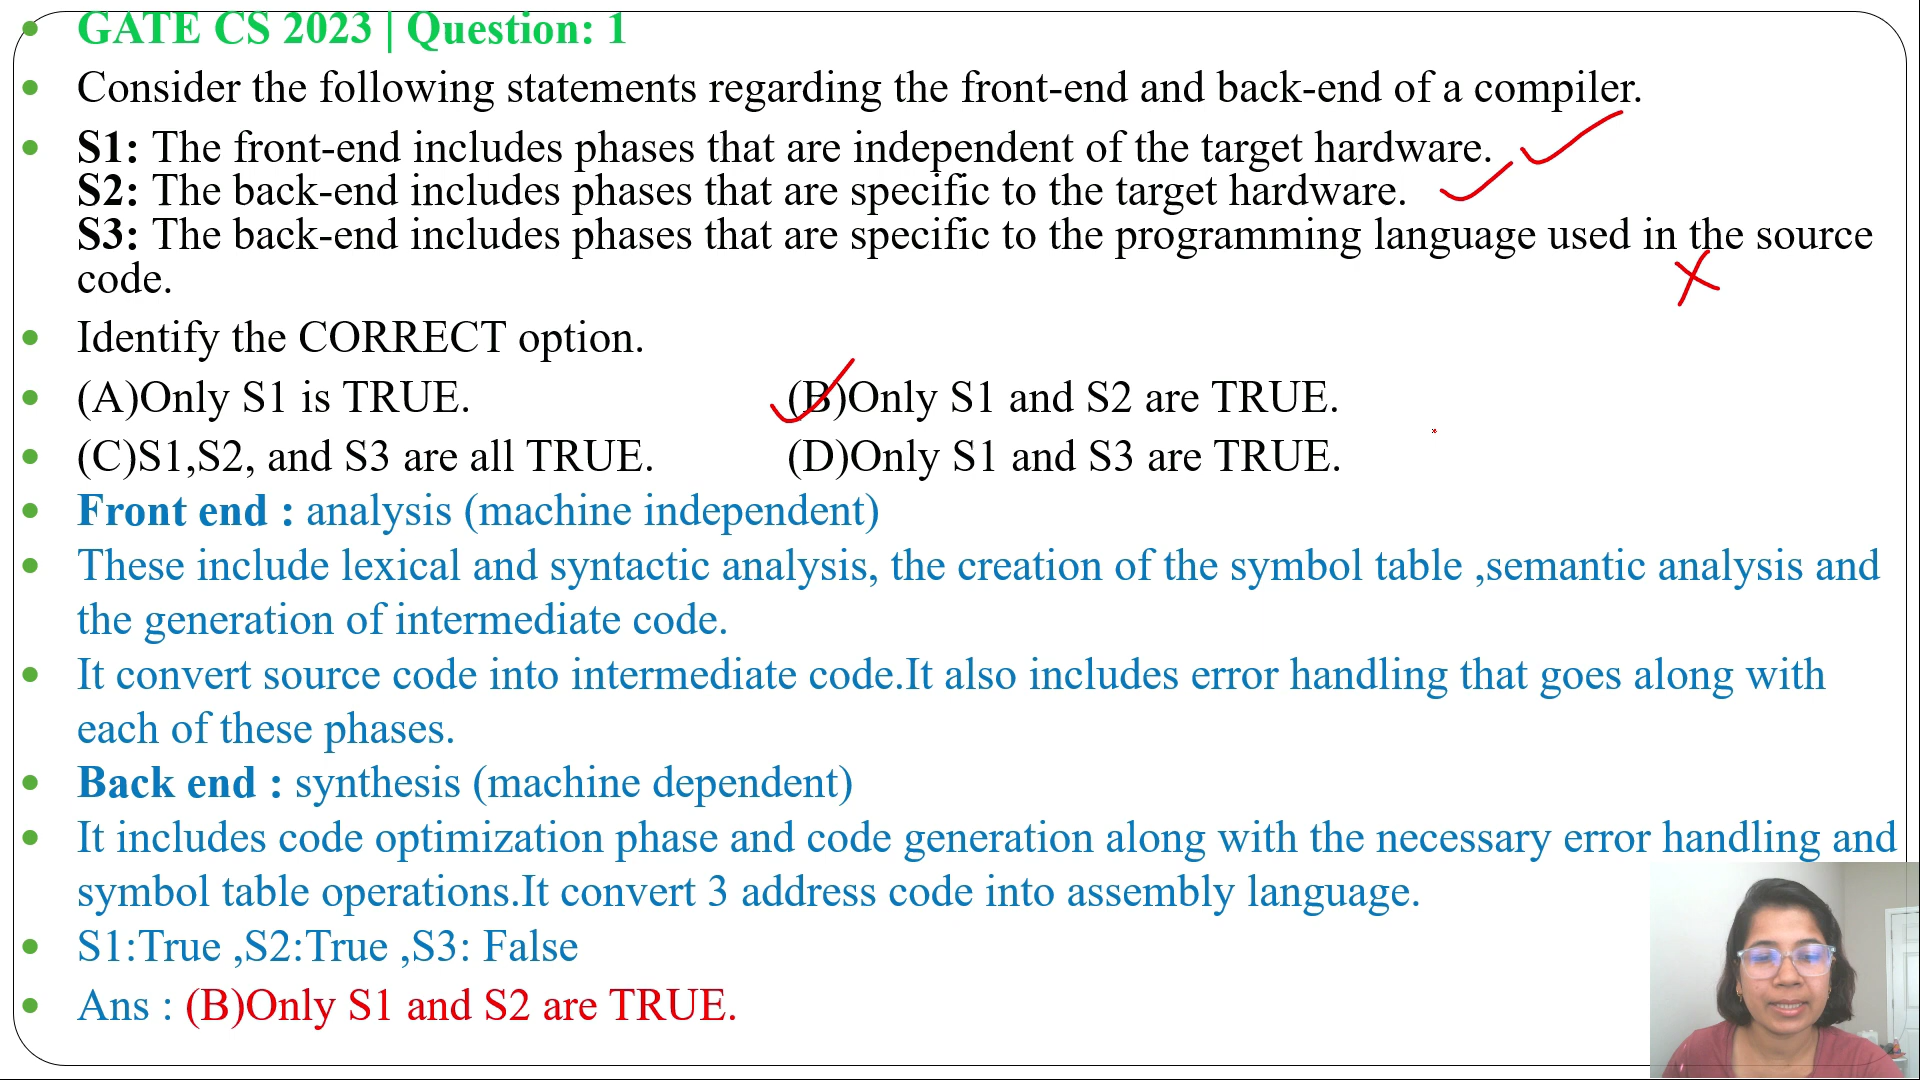 GATE CS 2023 | Question: 1
Consider the following statements regarding the front-end and back-end of a compiler.
S1: The front-end includes phases that are independent of the target hardware.
S2: The back-end includes phases that are specific to the target hardware.
S3: The back-end includes phases that are specific to the programming language used in the source
code.
Identify the CORRECT option.
(A)Only S1 is TRUE. (B)Only S1 and S2 are TRUE.
(C)S1,S2, and S3 are all TRUE. (D)Only S1 and S3 are TRUE.
Front end : analysis (machine independent)
These include lexical and syntactic analysis, the creation of the symbol table ,semantic analysis and
the generation of intermediate code.
It convert source code into intermediate code.It also includes error handling that goes along with
each of these phases.
Back end : synthesis (machine dependent)
It includes code optimization phase and code generation along with the necessary error handling and
symbol table operations.It convert 3 address code into assembly language.
S1:True ,S2:True ,S3: False
Ans : (B)Only S1 and S2 are TRUE.